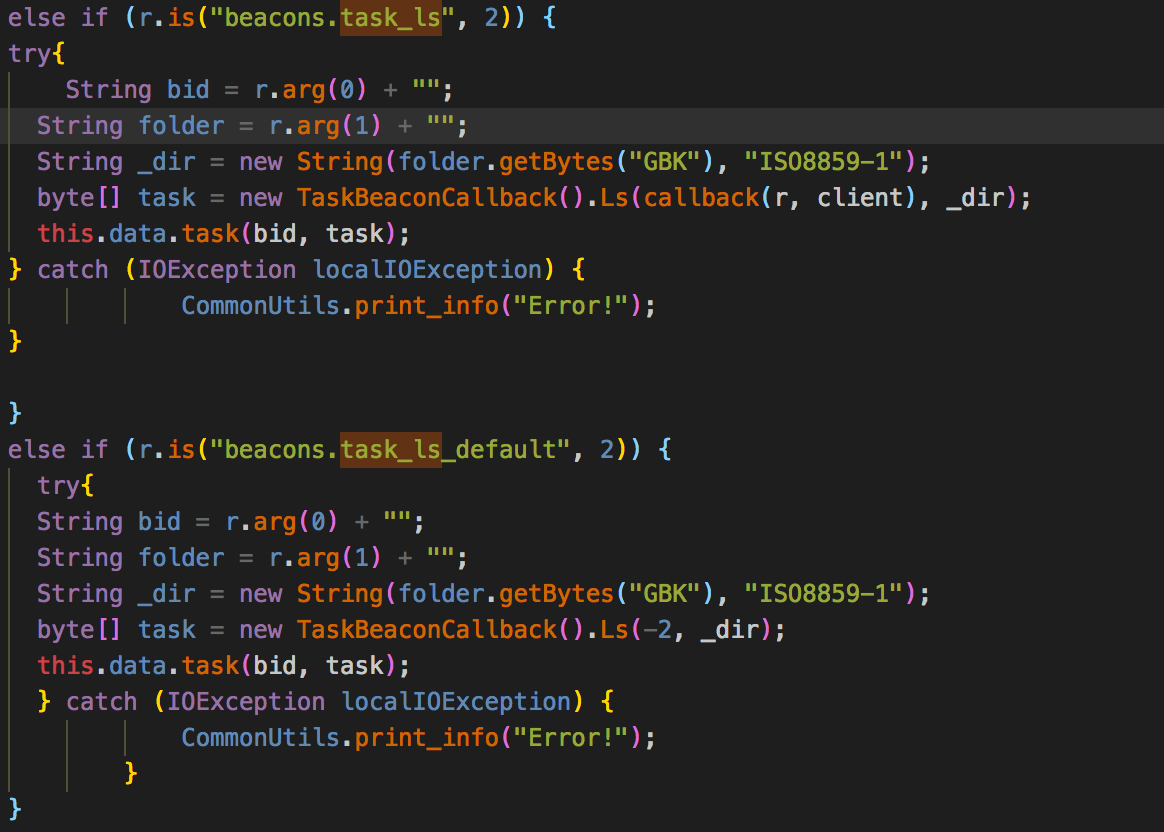 else if (r.is("beacons.task_ls", 2)) {
try{
String bid = r.arg(0) + "";
String folder = r.arg(1) + "";
String _dir = new String(folder.getBytes("GBK"), "ISO8859-1");
byte[] task = new TaskBeaconCallback().Ls(callback(r, client), _dir);
this.data.task(bid, task);
} catch (IOException localIOException) {
CommonUtils.print_info("Error!");
}
}
else if (r.is("beacons.task_ls_default", 2)) {
try{
String bid = r.arg(0) + "";
String folder = r.arg(1) + "";
String _dir = new String(folder.getBytes("GBK"), "ISO8859-1");
byte[] task = new TaskBeaconCallback().Ls(-2, _dir);
this.data.task(bid, task);
} catch (IOException localIOException) {
CommonUtils.print_info("Error!");
}
}